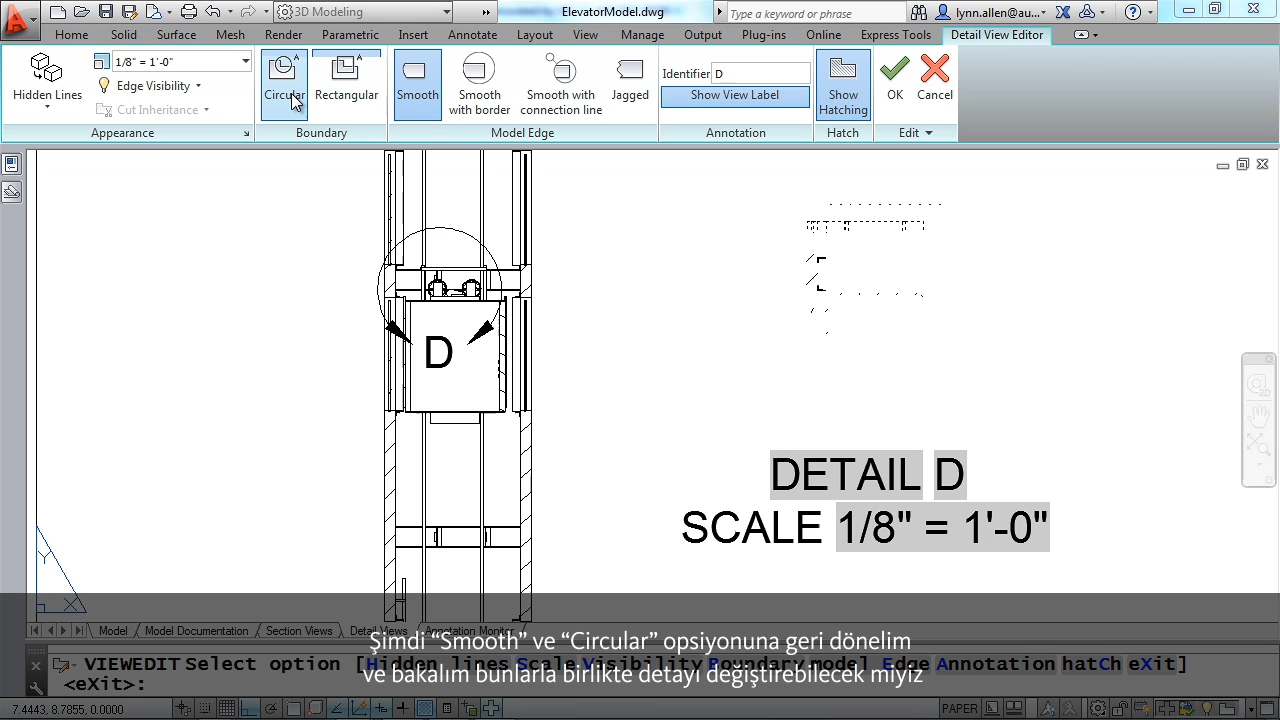 3D Modeling
ElevatorModel.dwg
Type a keyword or phrase
lynn.allen@au...
Home Solid Surface Mesh Render Parametric Insert Annotate Layout View Manage Output Plug-ins Online Express Tools Detail View Editor
Hidden Lines
1/8" = 1'-0"
Edge Visibility
Cut Inheritance
Appearance
Circular
Rectangular
Boundary
Smooth
Smooth with border
Smooth with connection line
Jagged
Model Edge
Identifier D
Show View Label
Annotation
Show Hatching
Hatch
OK
Cancel
Edit
D
DETAIL D
SCALE 1/8" = 1'-0"
Y
X
2D
Model Model Documentation Section Views Detail Views Annotation Monitor
Şimdi “Smooth” ve “Circular” opsiyonuna geri dönelim
ve bakalım bunlarla birlikte detayı değiştirebilecek miyiz
VIEWEDIT Select option [Hidden lines Scale Visibility Boundary model Edge Annotation hatCh eXit]
<eXit>:
7.4443, 8.7855, 0.0000
PAPER